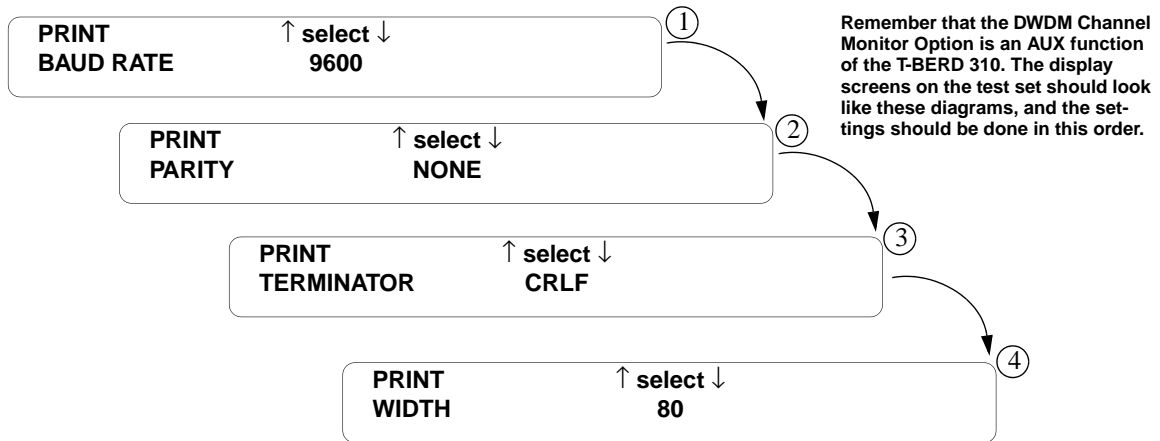 PRINT ↑ select ↓
BAUD RATE 9600
1
PRINT ↑ select ↓
PARITY NONE
2
PRINT ↑ select ↓
TERMINATOR CRLF
3
PRINT ↑ select ↓
WIDTH 80
4
Remember that the DWDM Channel
Monitor Option is an AUX function
of the T-BERD 310. The display
screens on the test set should look
like these diagrams, and the set-
tings should be done in this order.